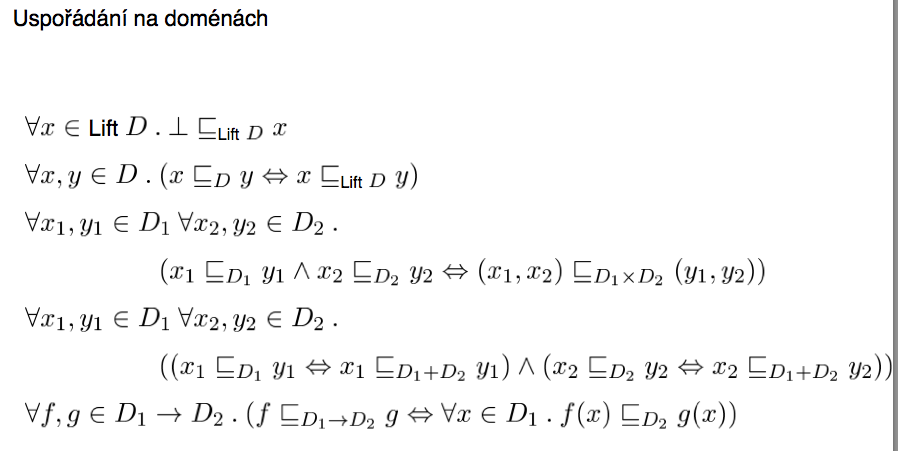 Uspořádání na doménách
∀x ∈ Lift D . ⊥ ⊑_{Lift D} x
∀x, y ∈ D . (x ⊑_D y ⇔ x ⊑_{Lift D} y)
∀x₁, y₁ ∈ D₁ ∀x₂, y₂ ∈ D₂ .
(x₁ ⊑_{D₁} y₁ ∧ x₂ ⊑_{D₂} y₂ ⇔ (x₁, x₂) ⊑_{D₁×D₂} (y₁, y₂))
∀x₁, y₁ ∈ D₁ ∀x₂, y₂ ∈ D₂ .
((x₁ ⊑_{D₁} y₁ ⇔ x₁ ⊑_{D₁+D₂} y₁) ∧ (x₂ ⊑_{D₂} y₂ ⇔ x₂ ⊑_{D₁+D₂} y₂))
∀f, g ∈ D₁ → D₂ . (f ⊑_{D₁→D₂} g ⇔ ∀x ∈ D₁ . f(x) ⊑_{D₂} g(x))